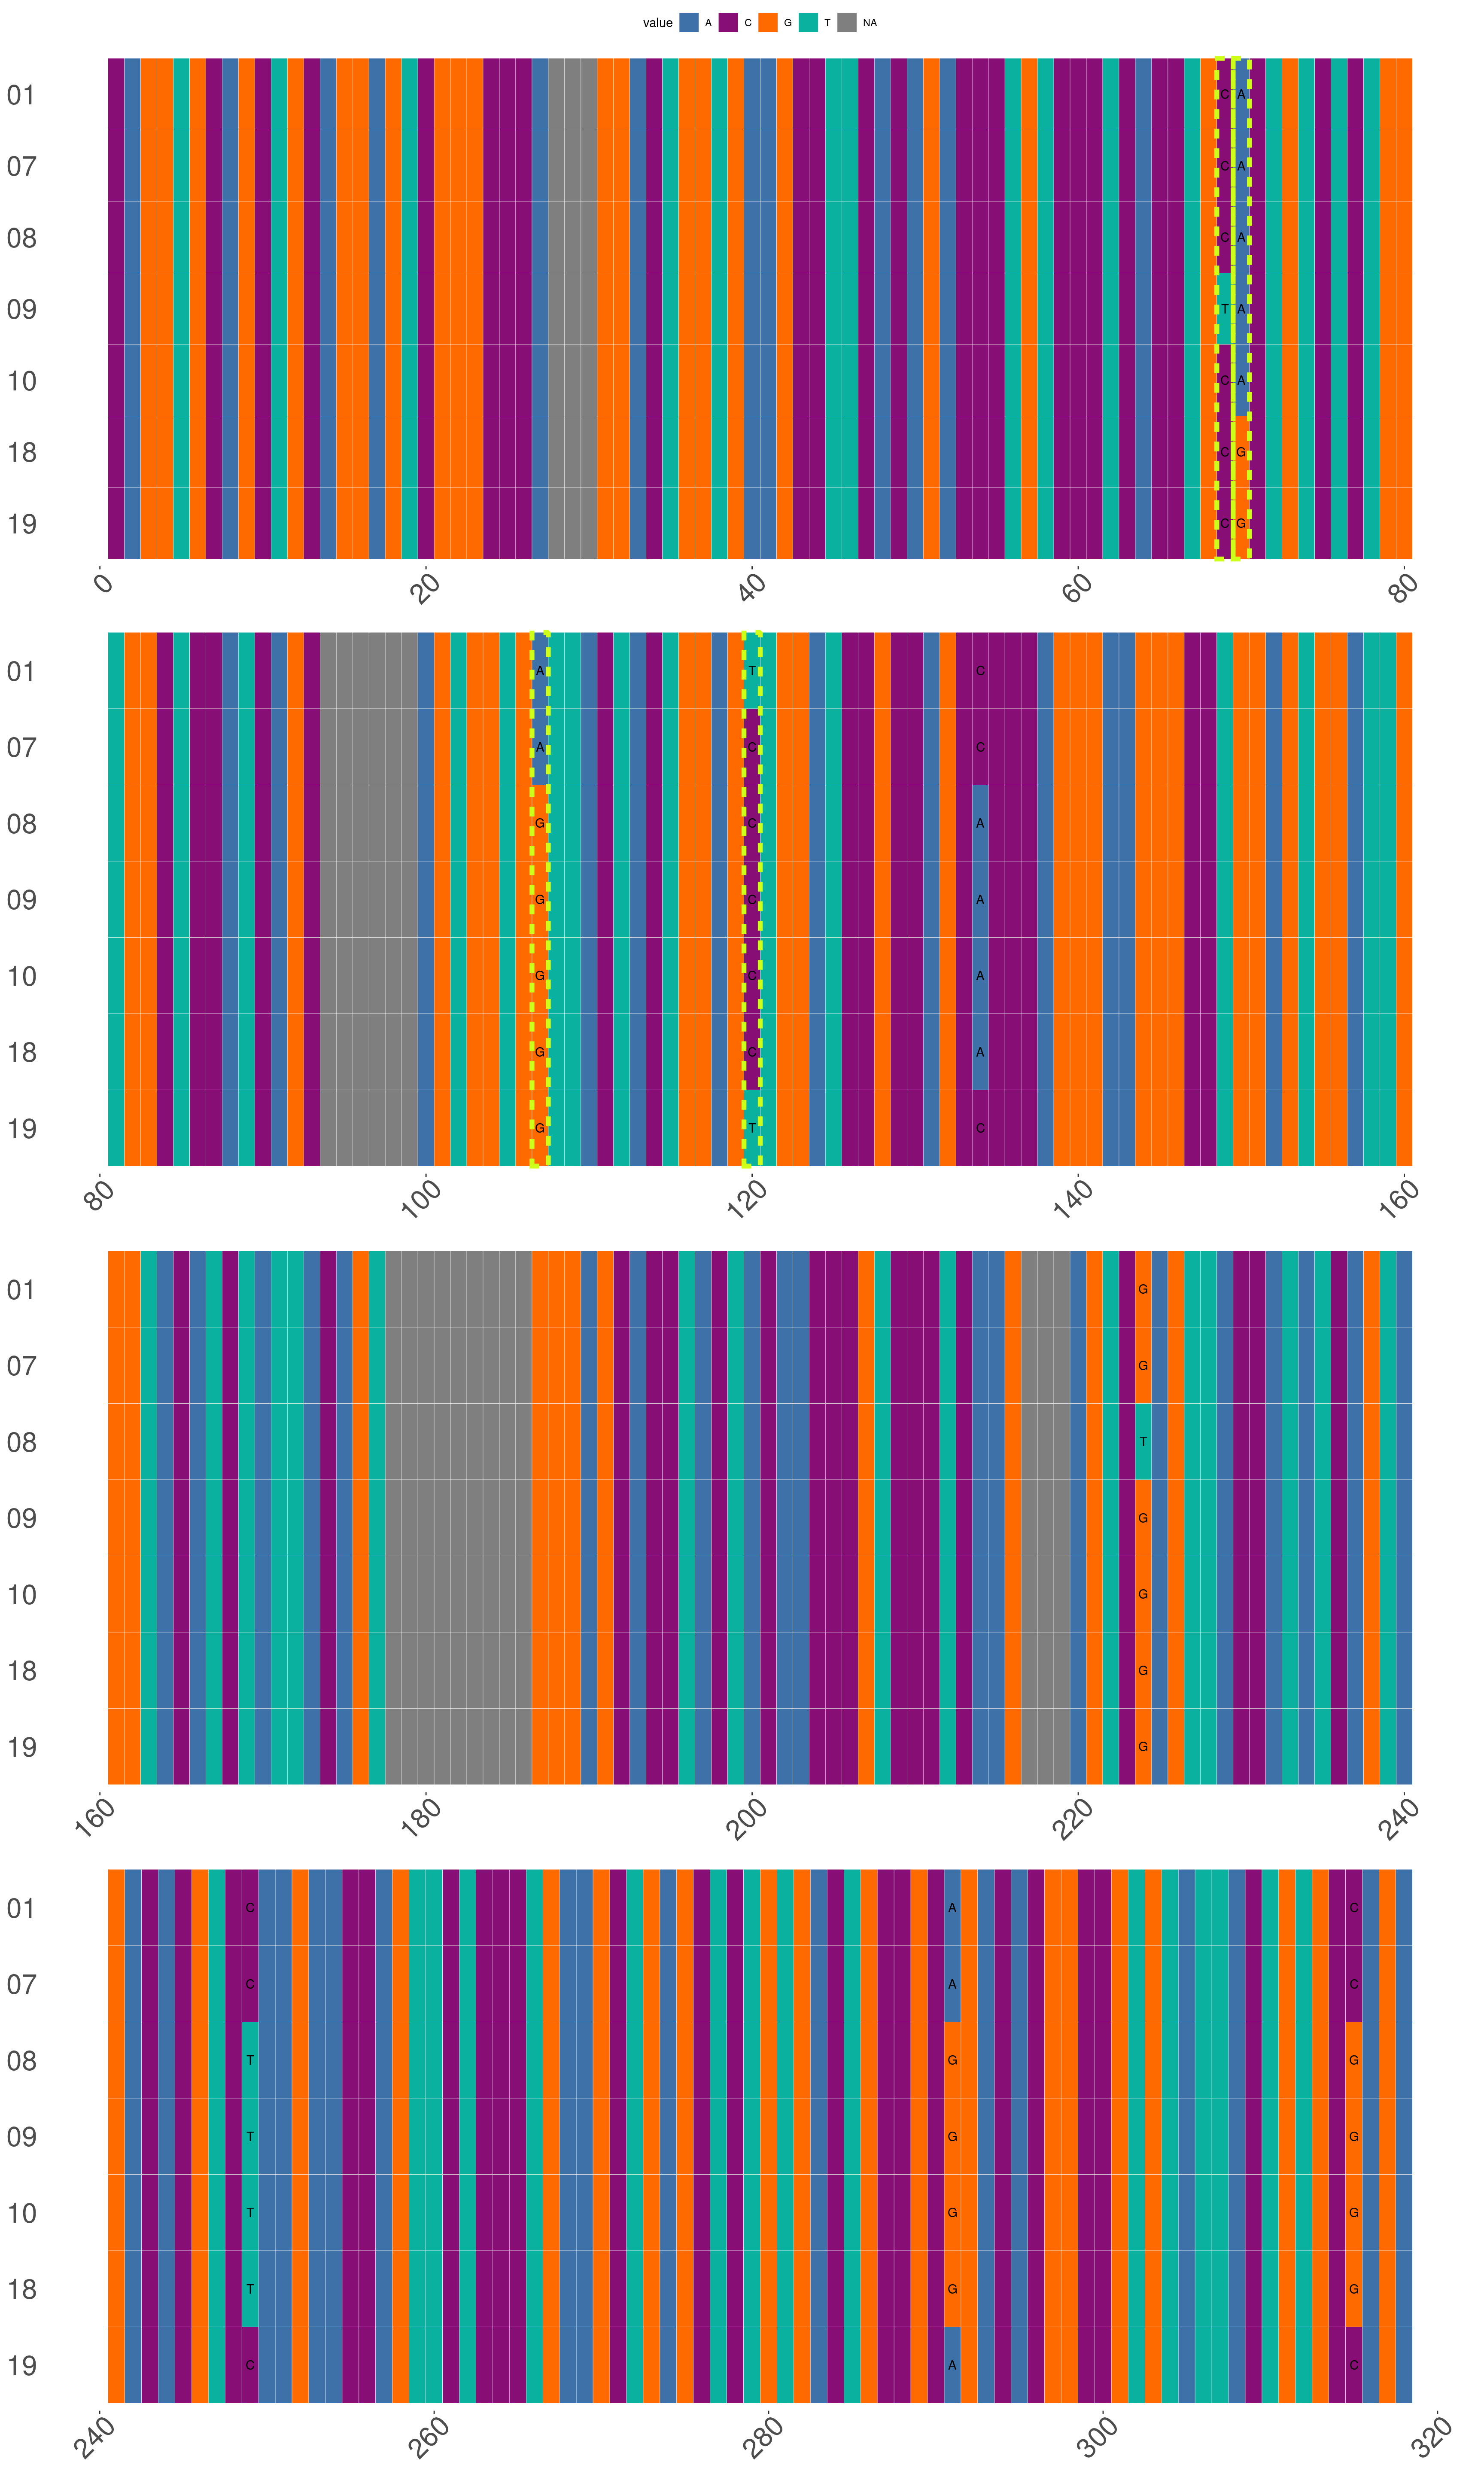 value A C G T NA
01 C A
07 C A
08 C A
09 T A
10 C A
18 C G
19 C G
0 20 40 60 80
01 A T C
07 A C C
08 G C A
09 G C A
10 G C A
18 G C A
19 G T C
80 100 120 140 160
01 G
07 G
08 T
09 G
10 G
18 G
19 G
160 180 200 220 240
01 C A C
07 C A C
08 T G G
09 T G G
10 T G G
18 T G G
19 C A C
240 260 280 300 320